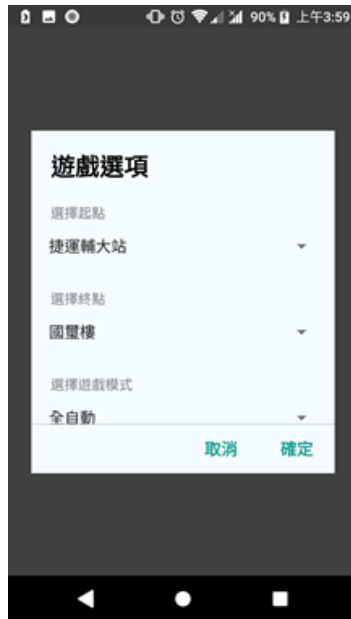 90% 上午3:59
遊戲選項
選擇起點
捷運輔大站
選擇終點
國璽樓
選擇遊戲模式
全自動
取消 確定